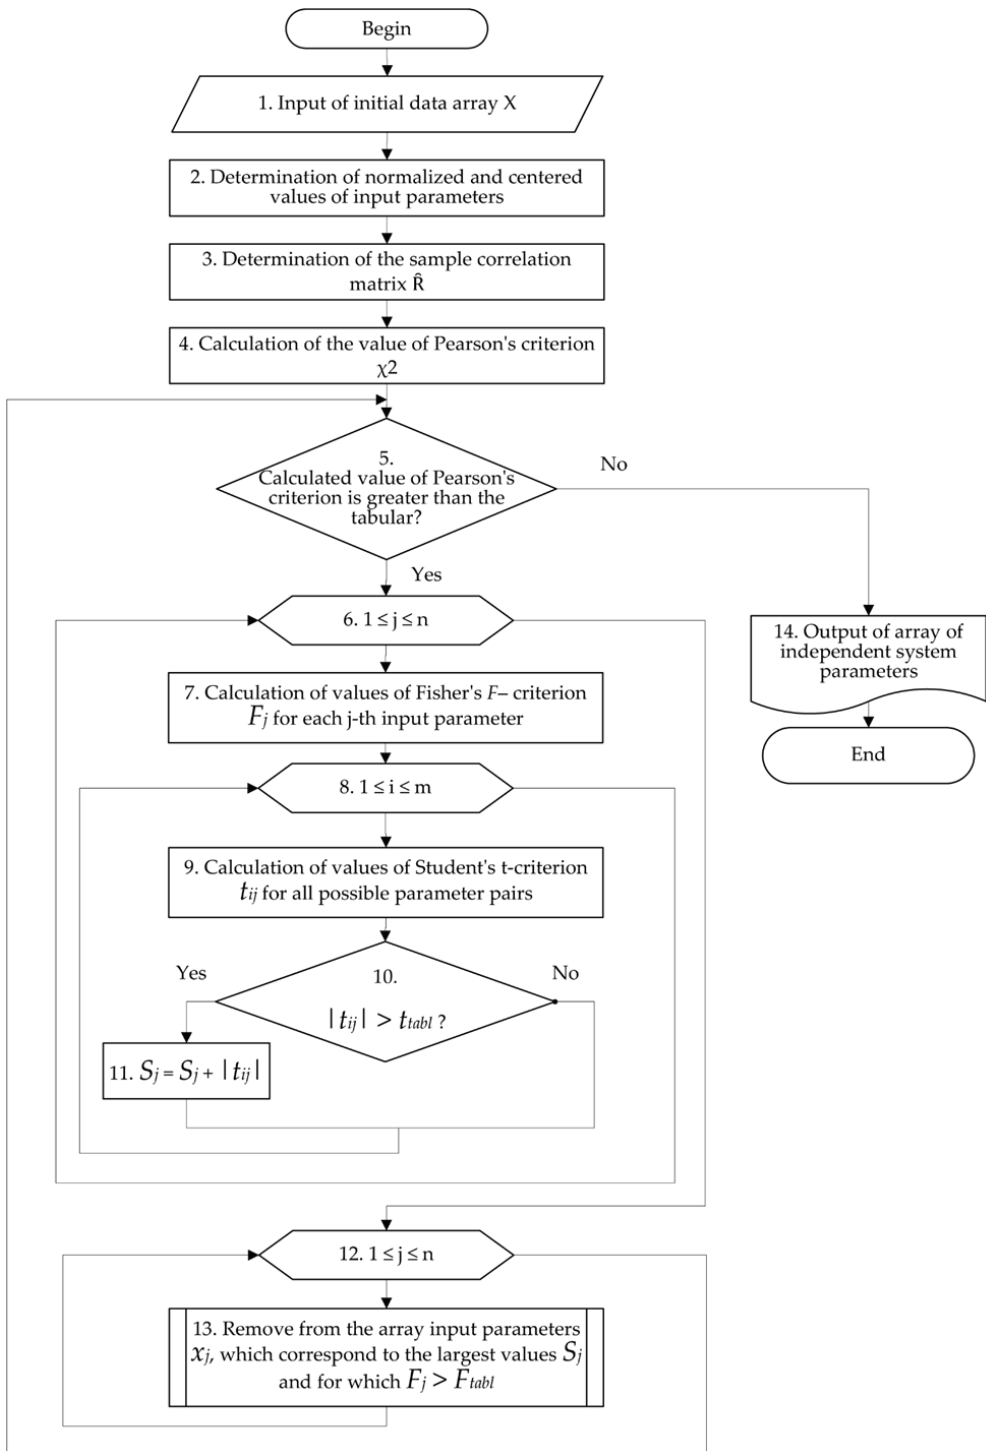 Begin
1. Input of initial data array X
2. Determination of normalized and centered
values of input parameters
3. Determination of the sample correlation
matrix R̂
4. Calculation of the value of Pearson's criterion
χ2
5.
Calculated value of Pearson's
criterion is greater than the
tabular?
No
Yes
6. 1 ≤ j ≤ n
14. Output of array of
independent system
parameters
7. Calculation of values of Fisher's F– criterion
Fj for each j-th input parameter
End
8. 1 ≤ i ≤ m
9. Calculation of values of Student's t-criterion
tij for all possible parameter pairs
Yes
10.
No
|tij| > ttabl ?
11. Sj = Sj + |tij|
12. 1 ≤ j ≤ n
13. Remove from the array input parameters
xj, which correspond to the largest values Sj
and for which Fj > Ftabl